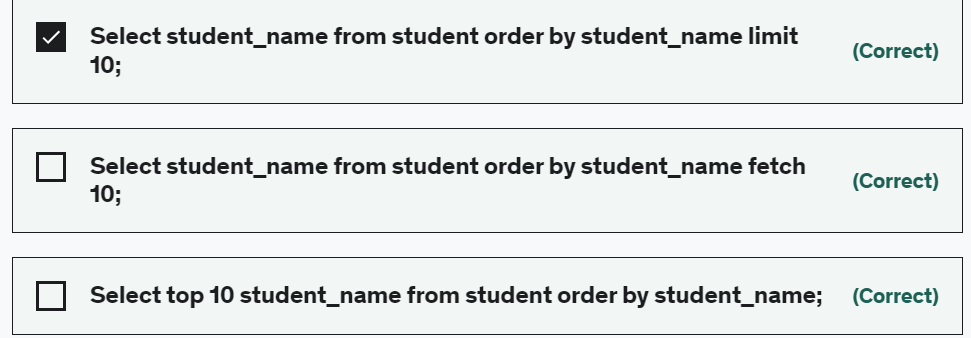 Select student_name from student order by student_name limit
10;
(Correct)
Select student_name from student order by student_name fetch
10;
(Correct)
Select top 10 student_name from student order by student_name;
(Correct)